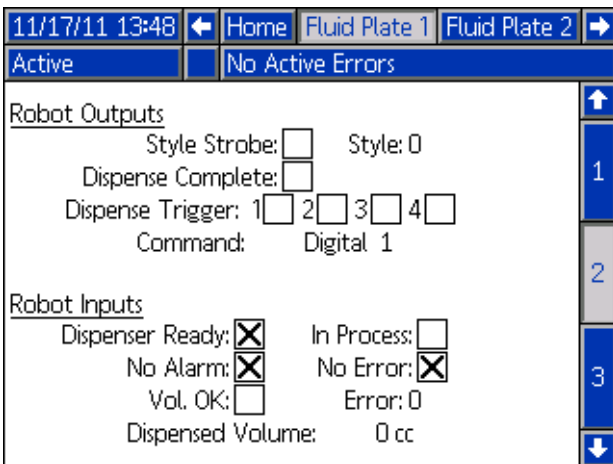 11/17/11 13:48 Home Fluid Plate 1 Fluid Plate 2
Active No Active Errors
Robot Outputs
Style Strobe: Style: 0
Dispense Complete:
Dispense Trigger: 1 2 3 4
Command: Digital 1
Robot Inputs
Dispenser Ready: In Process:
No Alarm: No Error:
Vol. OK: Error: 0
Dispensed Volume: 0 cc
1
2
3